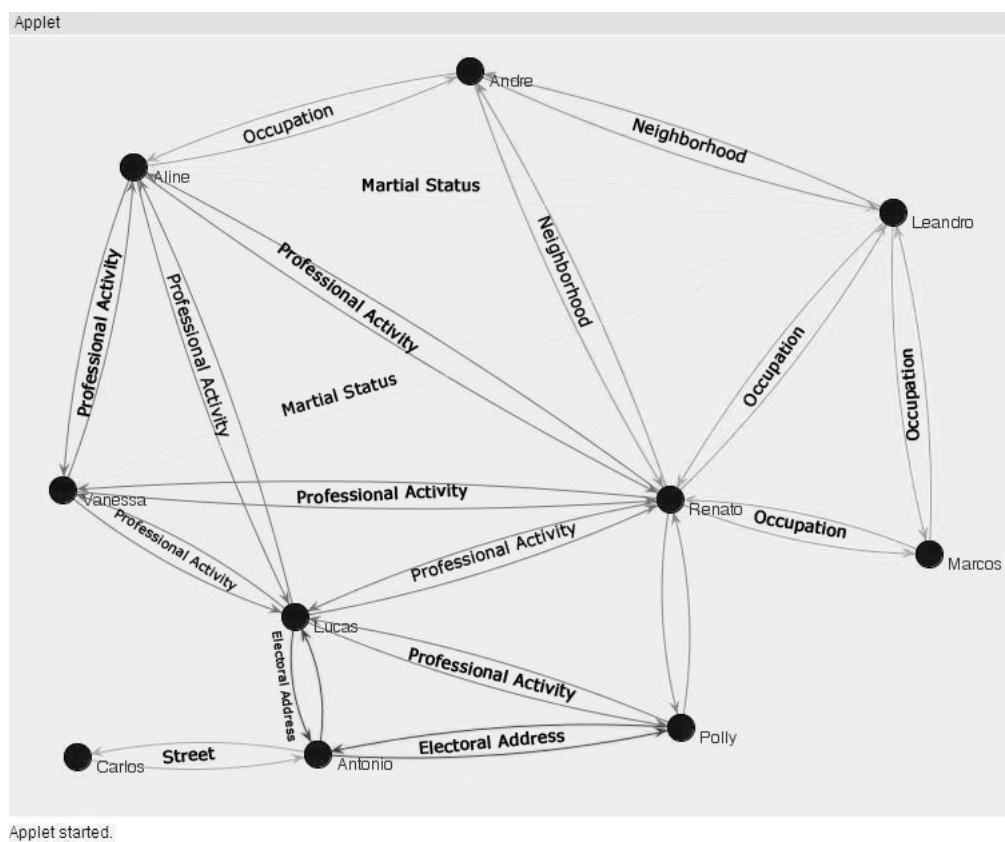 Applet
Andre
Occupation
Neighborhood
Aline
Martial Status
Leandro
Neighborhood
Professional Activity
Professional Activity
Professional Activity
Occupation
Occupation
Martial Status
Vanessa
Professional Activity
Renato
Professional Activity
Occupation
Professional Activity
Marcos
Lucas
Electoral Address
Professional Activity
Electoral Address
Polly
Street
Carlos
Antonio
Applet started.